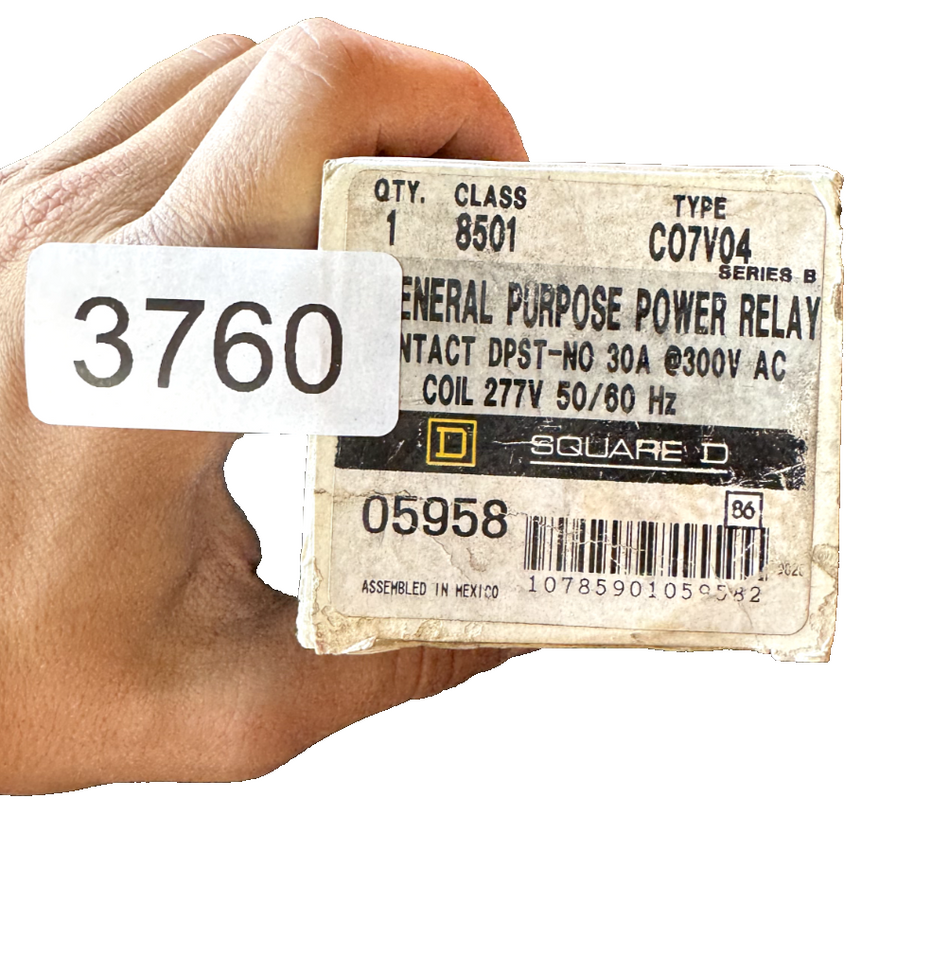 QTY. CLASS TYPE
1 8501 CO7V04
SERIES B
3760
ENERAL PURPOSE POWER RELAY
NTACT DPST-NO 30A @300V AC
COIL 277V 50/60 Hz
D SQUARE D
05958
86
ASSEMBLED IN MEXICO
10785901059582